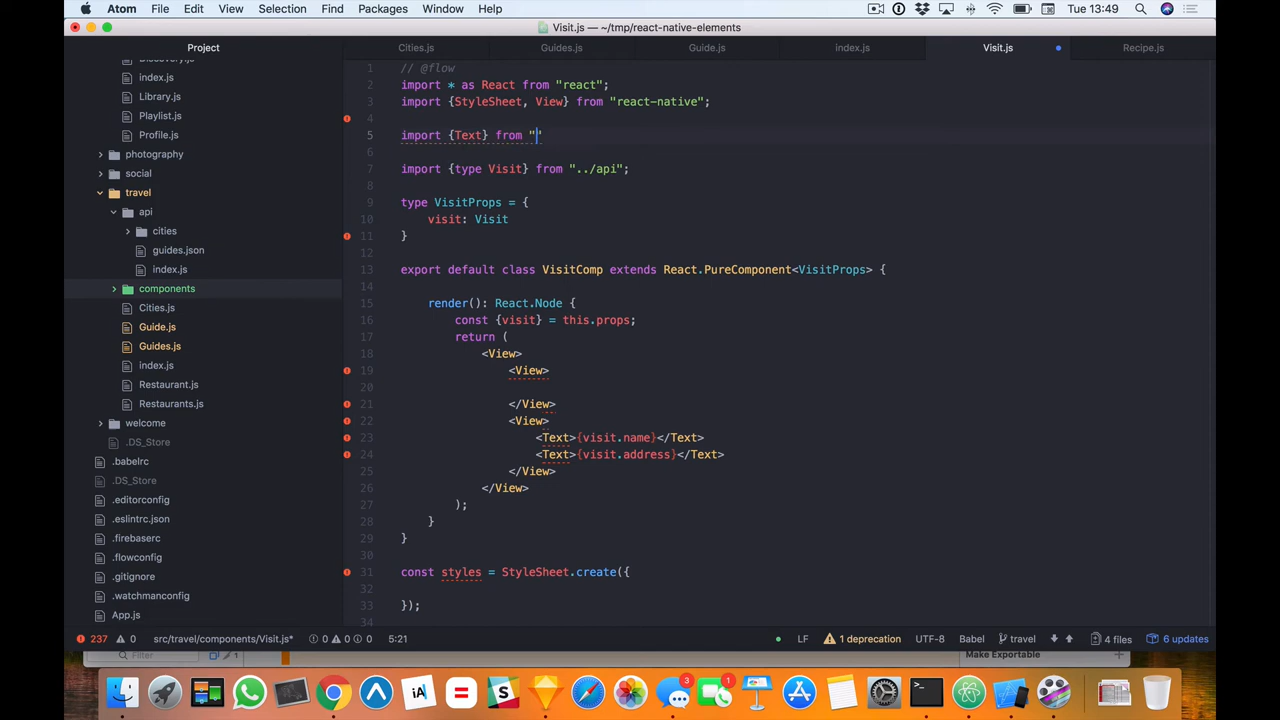 Atom File Edit View Selection Find Packages Window Help Tue 13:49
Visit.js — ~/tmp/react-native-elements
Project Cities.js Guides.js Guide.js index.js Visit.js Recipe.js
index.js
Library.js
Playlist.js
Profile.js
photography
social
travel
api
cities
guides.json
index.js
components
Cities.js
Guide.js
Guides.js
index.js
Restaurant.js
Restaurants.js
welcome
.DS_Store
.babelrc
.DS_Store
.editorconfig
.eslintrc.json
.firebaserc
.flowconfig
.gitignore
.watchmanconfig
App.js
1 // @flow
2 import * as React from "react";
3 import {StyleSheet, View} from "react-native";
4
5 import {Text} from ""
6
7 import {type Visit} from "../api";
8
9 type VisitProps = {
10 visit: Visit
11 }
12
13 export default class VisitComp extends React.PureComponent<VisitProps> {
14
15 render(): React.Node {
16 const {visit} = this.props;
17 return (
18 <View>
19 <View>
20
21 </View>
22 <View>
23 <Text>{visit.name}</Text>
24 <Text>{visit.address}</Text>
25 </View>
26 </View>
27 );
28 }
29 }
30
31 const styles = StyleSheet.create({
32
33 });
34
237 0 src/travel/components/Visit.js* 0 0 0 5:21 LF 1 deprecation UTF-8 Babel travel 4 files 6 updates
Filter 1 Make Exportable
iA S 3 1